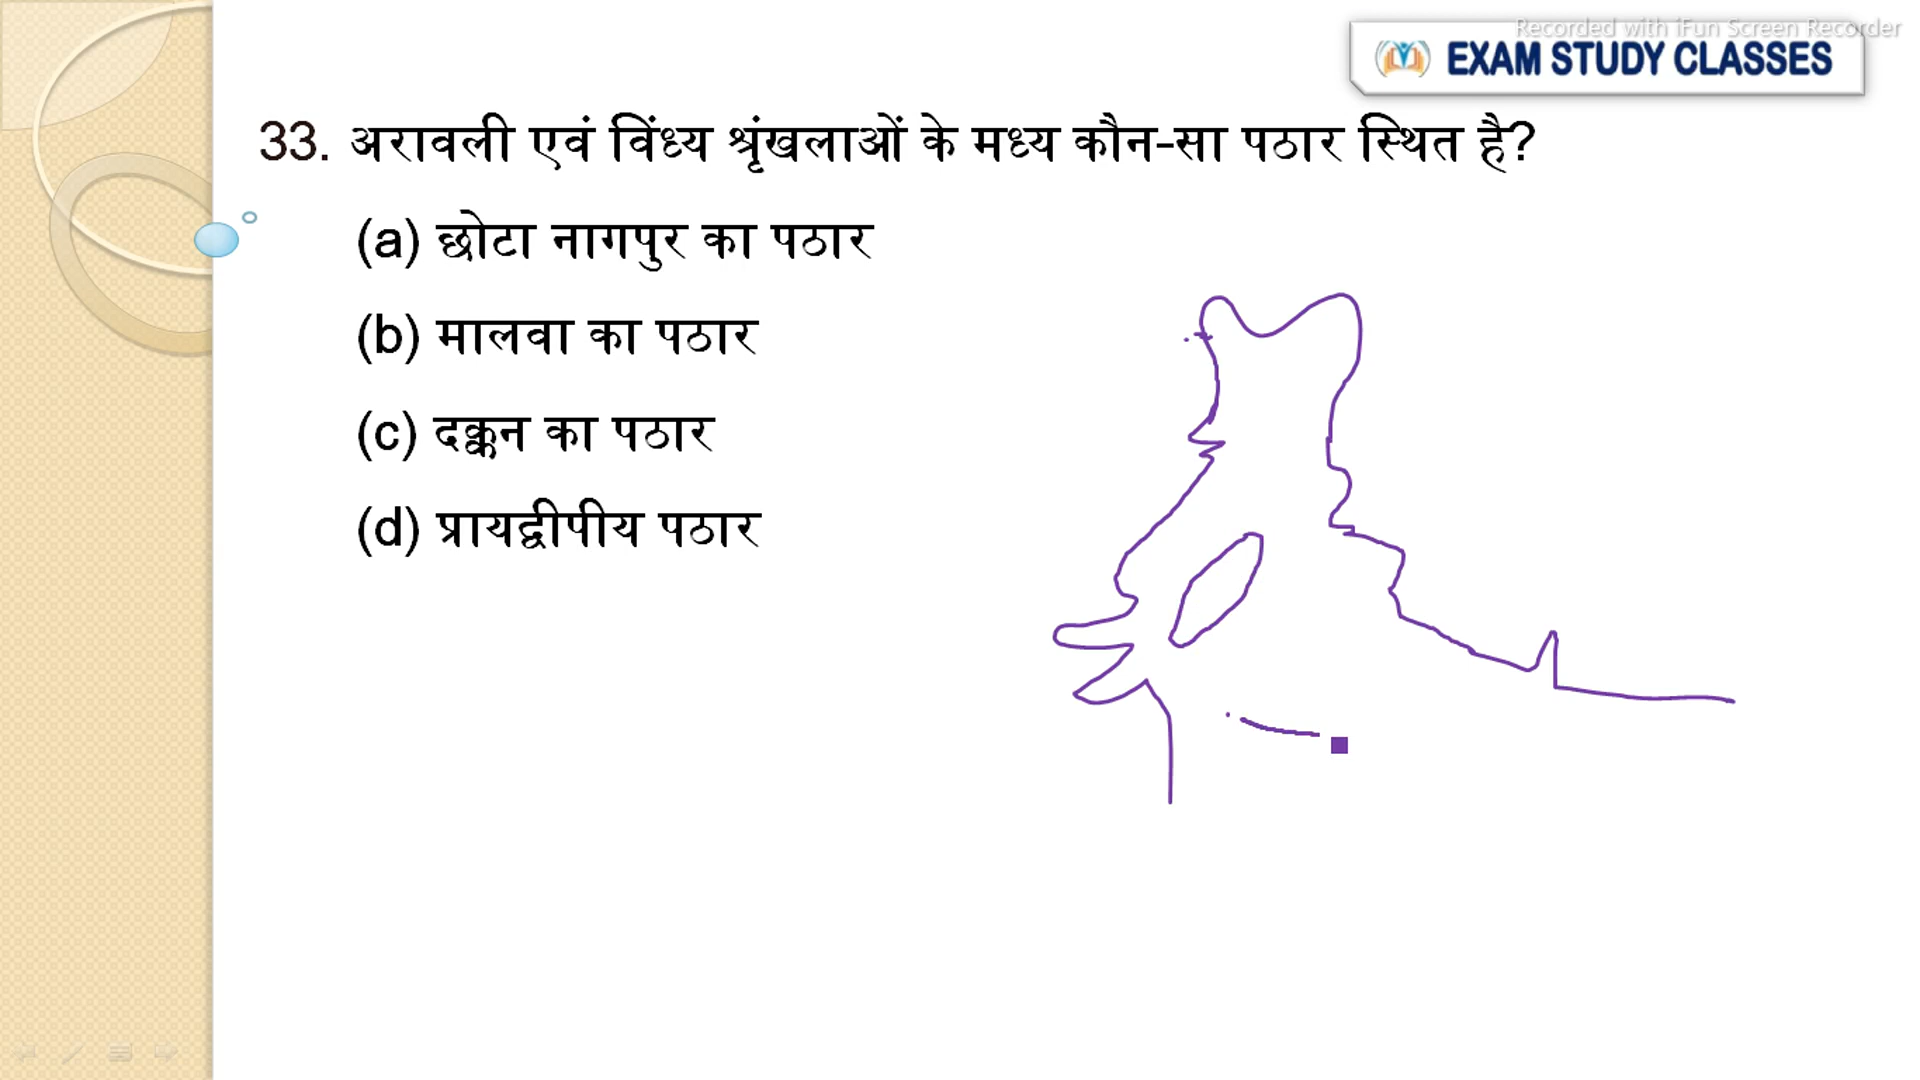 Recorded with iFun Screen Recorder
EXAM STUDY CLASSES
33. अरावली एवं विंध्य श्रृंखलाओं के मध्य कौन-सा पठार स्थित है?
(a) छोटा नागपुर का पठार
(b) मालवा का पठार
(c) दक्कन का पठार
(d) प्रायद्वीपीय पठार